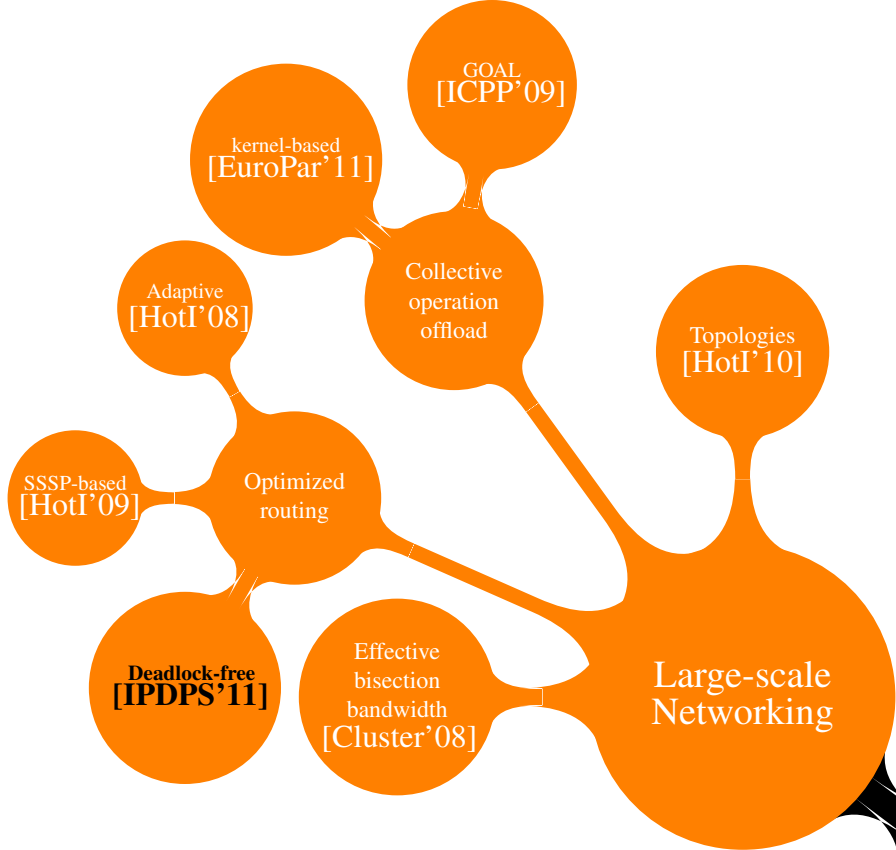 GOAL
[ICPP'09]
kernel-based
[EuroPar'11]
Collective
operation
offload
Adaptive
[HotI'08]
Topologies
[HotI'10]
SSSP-based
[HotI'09]
Optimized
routing
Deadlock-free
[IPDPS'11]
Effective
bisection
bandwidth
[Cluster'08]
Large-scale
Networking